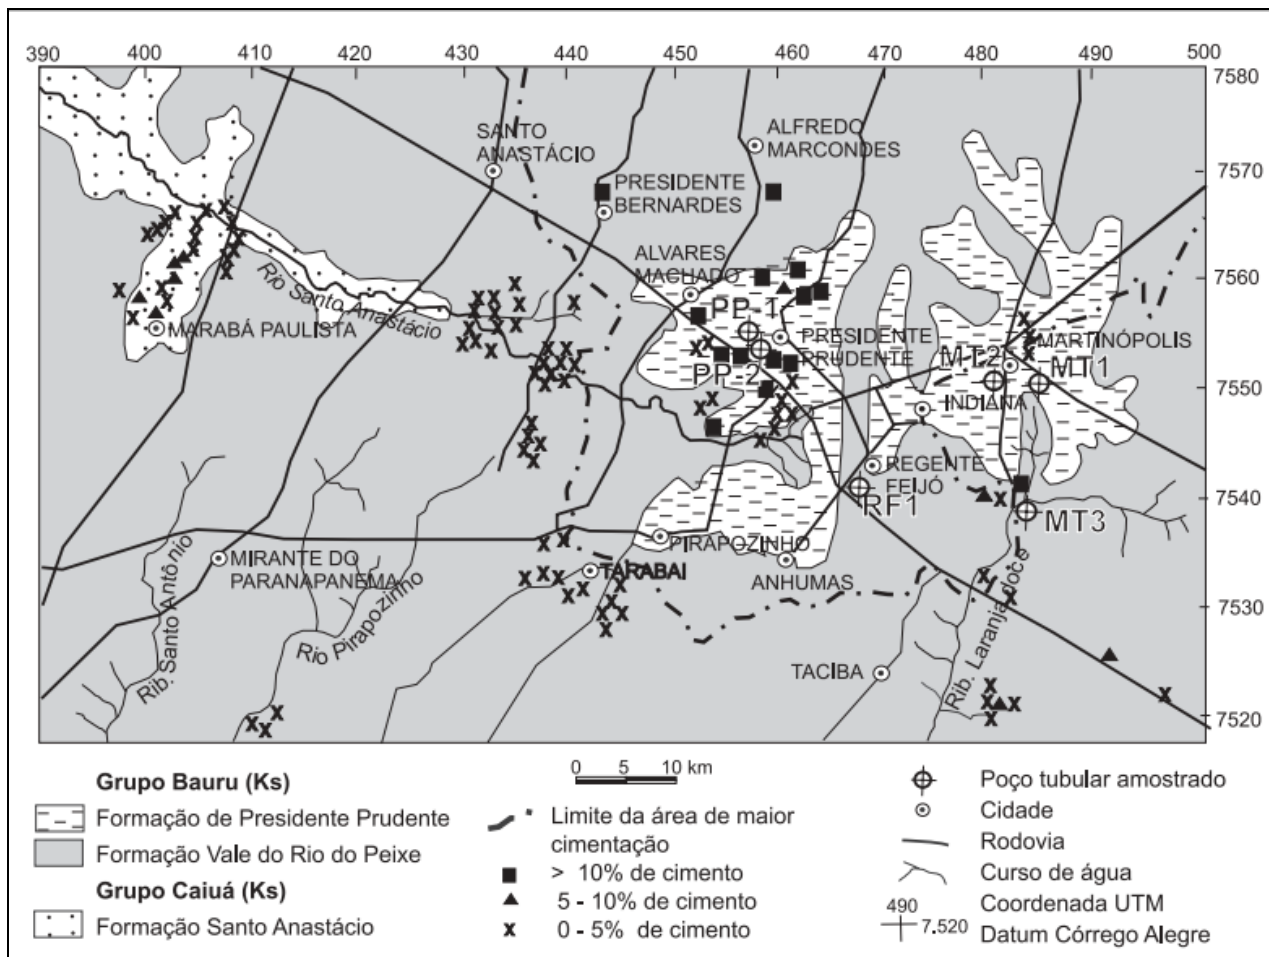 390 400 410 420 430 440 450 460 470 480 490 500
7580
SANTO
ANASTÁCIO
ALFREDO
MARCONDES
7570
PRESIDENTE
BERNARDES
ALVARES
MACHADO
7560
Rio Santo Anastácio
MARABÁ PAULISTA
PP-1
PRESIDENTE
PRUDENTE
PP-2
MARTINÓPOLIS
MT2
MT1
7550
INDIANA
REGENTE
FEIJÓ
RF1
7540
MT3
PIRAPOZINHO
MIRANTE DO
PARANAPANEMA
TARABAI
ANHUMAS
7530
Rib. Santo Antônio
Rio Pirapozinho
Rib. Laranja doce
TACIBA
7520
Grupo Bauru (Ks)
Formação de Presidente Prudente
Formação Vale do Rio do Peixe
Grupo Caiuá (Ks)
Formação Santo Anastácio
0 5 10 km
Limite da área de maior
cimentação
> 10% de cimento
5 - 10% de cimento
0 - 5% de cimento
Poço tubular amostrado
Cidade
Rodovia
Curso de água
490
7.520
Coordenada UTM
Datum Córrego Alegre